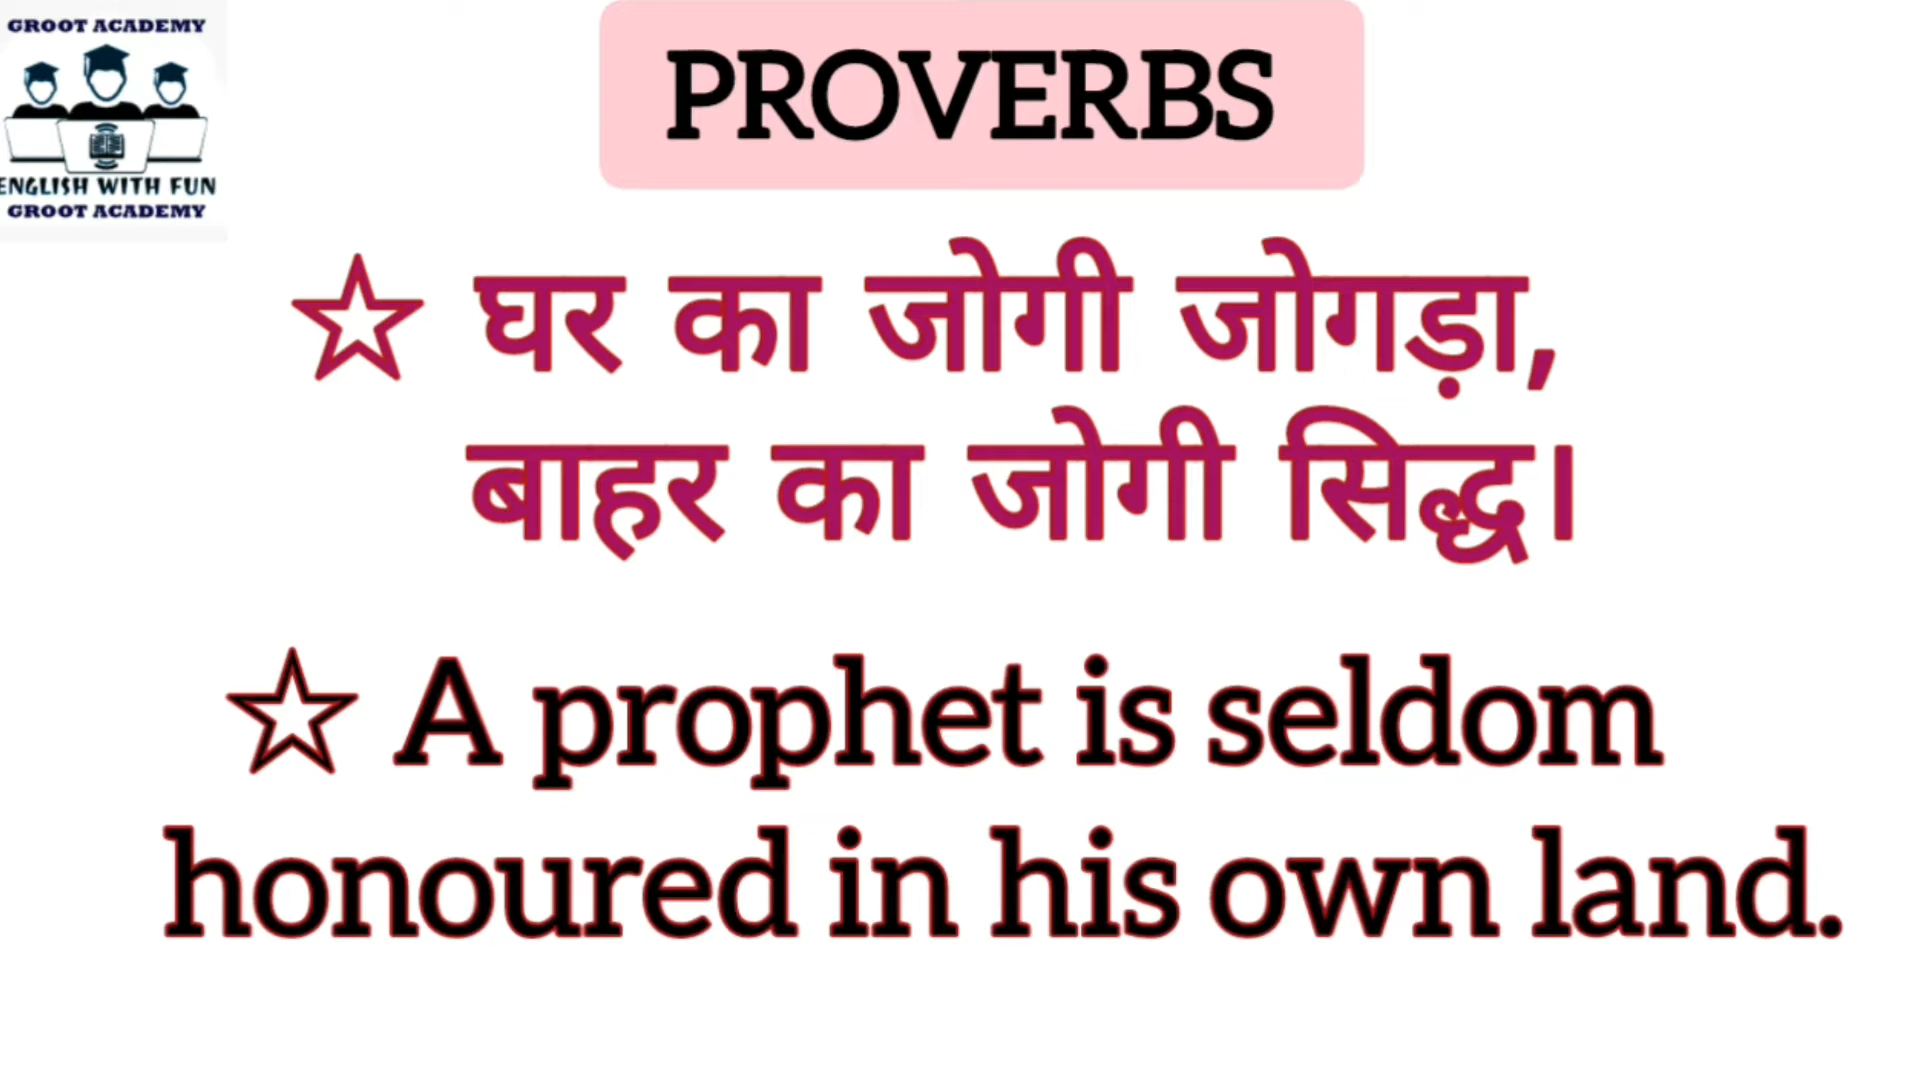 GROOT ACADEMY
ENGLISH WITH FUN
GROOT ACADEMY
PROVERBS
☆ घर का जोगी जोगड़ा,
बाहर का जोगी सिद्ध।
☆ A prophet is seldom
honoured in his own land.